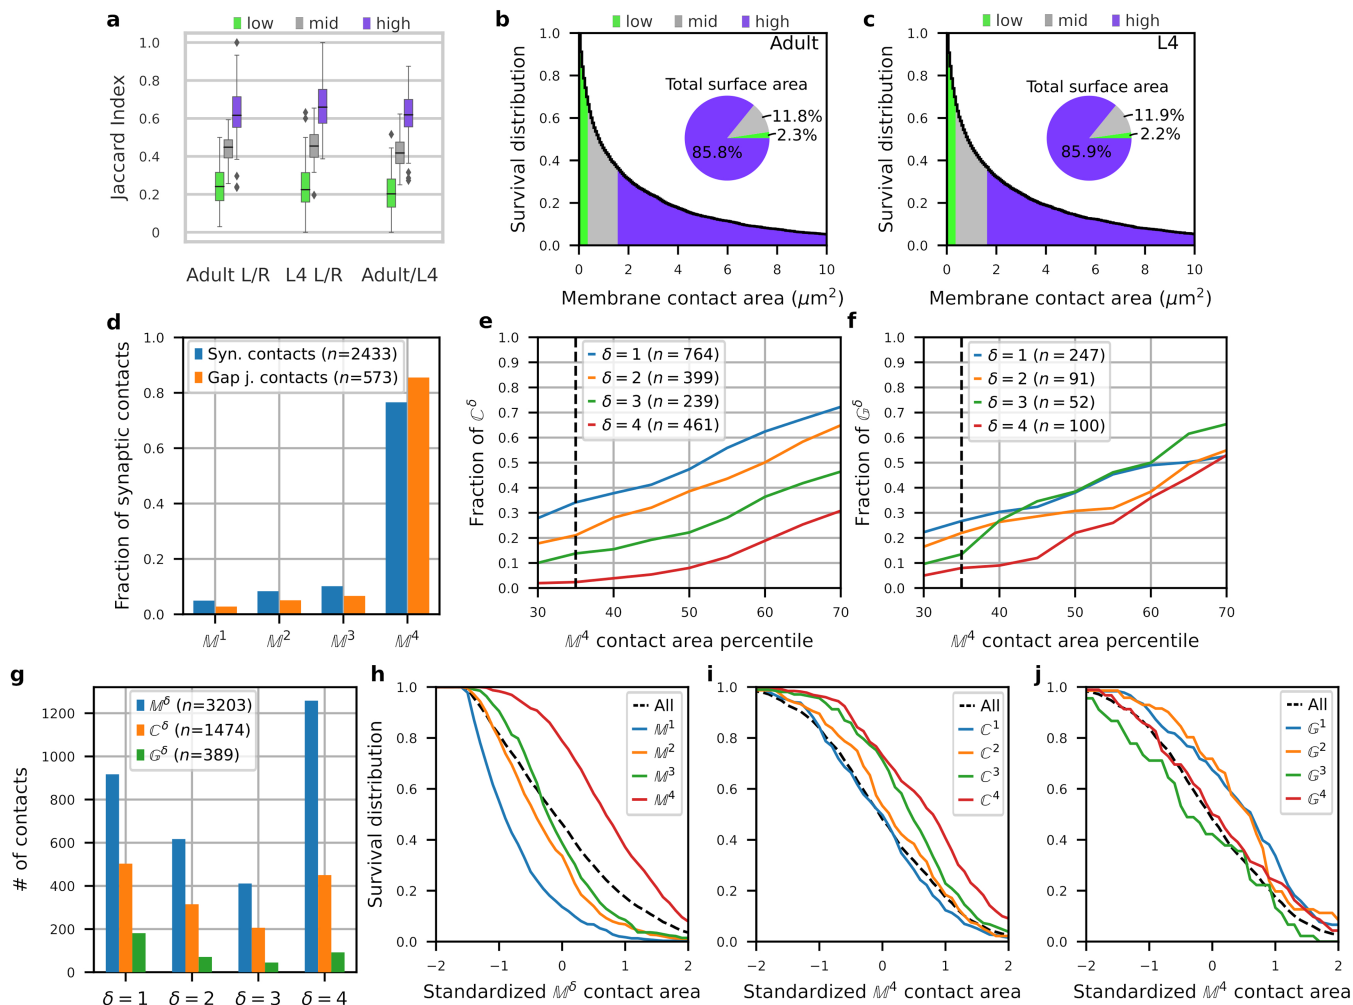 a
low mid high
Jaccard Index
1.0
0.8
0.6
0.4
0.2
0
Adult L/R L4 L/R Adult/L4
b
low mid high
Adult
Survival distribution
1.0
0.8
0.6
0.4
0.2
0.0
Total surface area
11.8%
2.3%
85.8%
0 2 4 6 8 10
Membrane contact area (μm²)
c
low mid high
L4
Survival distribution
1.0
0.8
0.6
0.4
0.2
0.0
Total surface area
11.9%
2.2%
85.9%
0 2 4 6 8 10
Membrane contact area (μm²)
d
Fraction of synaptic contacts
1.0
0.8
0.6
0.4
0.2
0.0
Syn. contacts (n=2433)
Gap j. contacts (n=573)
𝕄¹ 𝕄² 𝕄³ 𝕄⁴
e
Fraction of ℂᵟ
1.0
0.9
0.8
0.7
0.6
0.5
0.4
0.3
0.2
0.1
0.0
δ = 1 (n = 764)
δ = 2 (n = 399)
δ = 3 (n = 239)
δ = 4 (n = 461)
30 40 50 60 70
𝕄⁴ contact area percentile
f
Fraction of 𝔾ᵟ
1.0
0.9
0.8
0.7
0.6
0.5
0.4
0.3
0.2
0.1
0.0
δ = 1 (n = 247)
δ = 2 (n = 91)
δ = 3 (n = 52)
δ = 4 (n = 100)
30 40 50 60 70
𝕄⁴ contact area percentile
g
# of contacts
1200
1000
800
600
400
200
0
𝕄ᵟ (n=3203)
ℂᵟ (n=1474)
𝔾ᵟ (n=389)
δ = 1 δ = 2 δ = 3 δ = 4
h
Survival distribution
1.0
0.8
0.6
0.4
0.2
0.0
All
𝕄¹
𝕄²
𝕄³
𝕄⁴
−2 −1 0 1 2
Standardized 𝕄ᵟ contact area
i
1.0
0.8
0.6
0.4
0.2
0.0
All
ℂ¹
ℂ²
ℂ³
ℂ⁴
−2 −1 0 1 2
Standardized 𝕄⁴ contact area
j
1.0
0.8
0.6
0.4
0.2
0.0
All
𝔾¹
𝔾²
𝔾³
𝔾⁴
−2 −1 0 1 2
Standardized 𝕄⁴ contact area